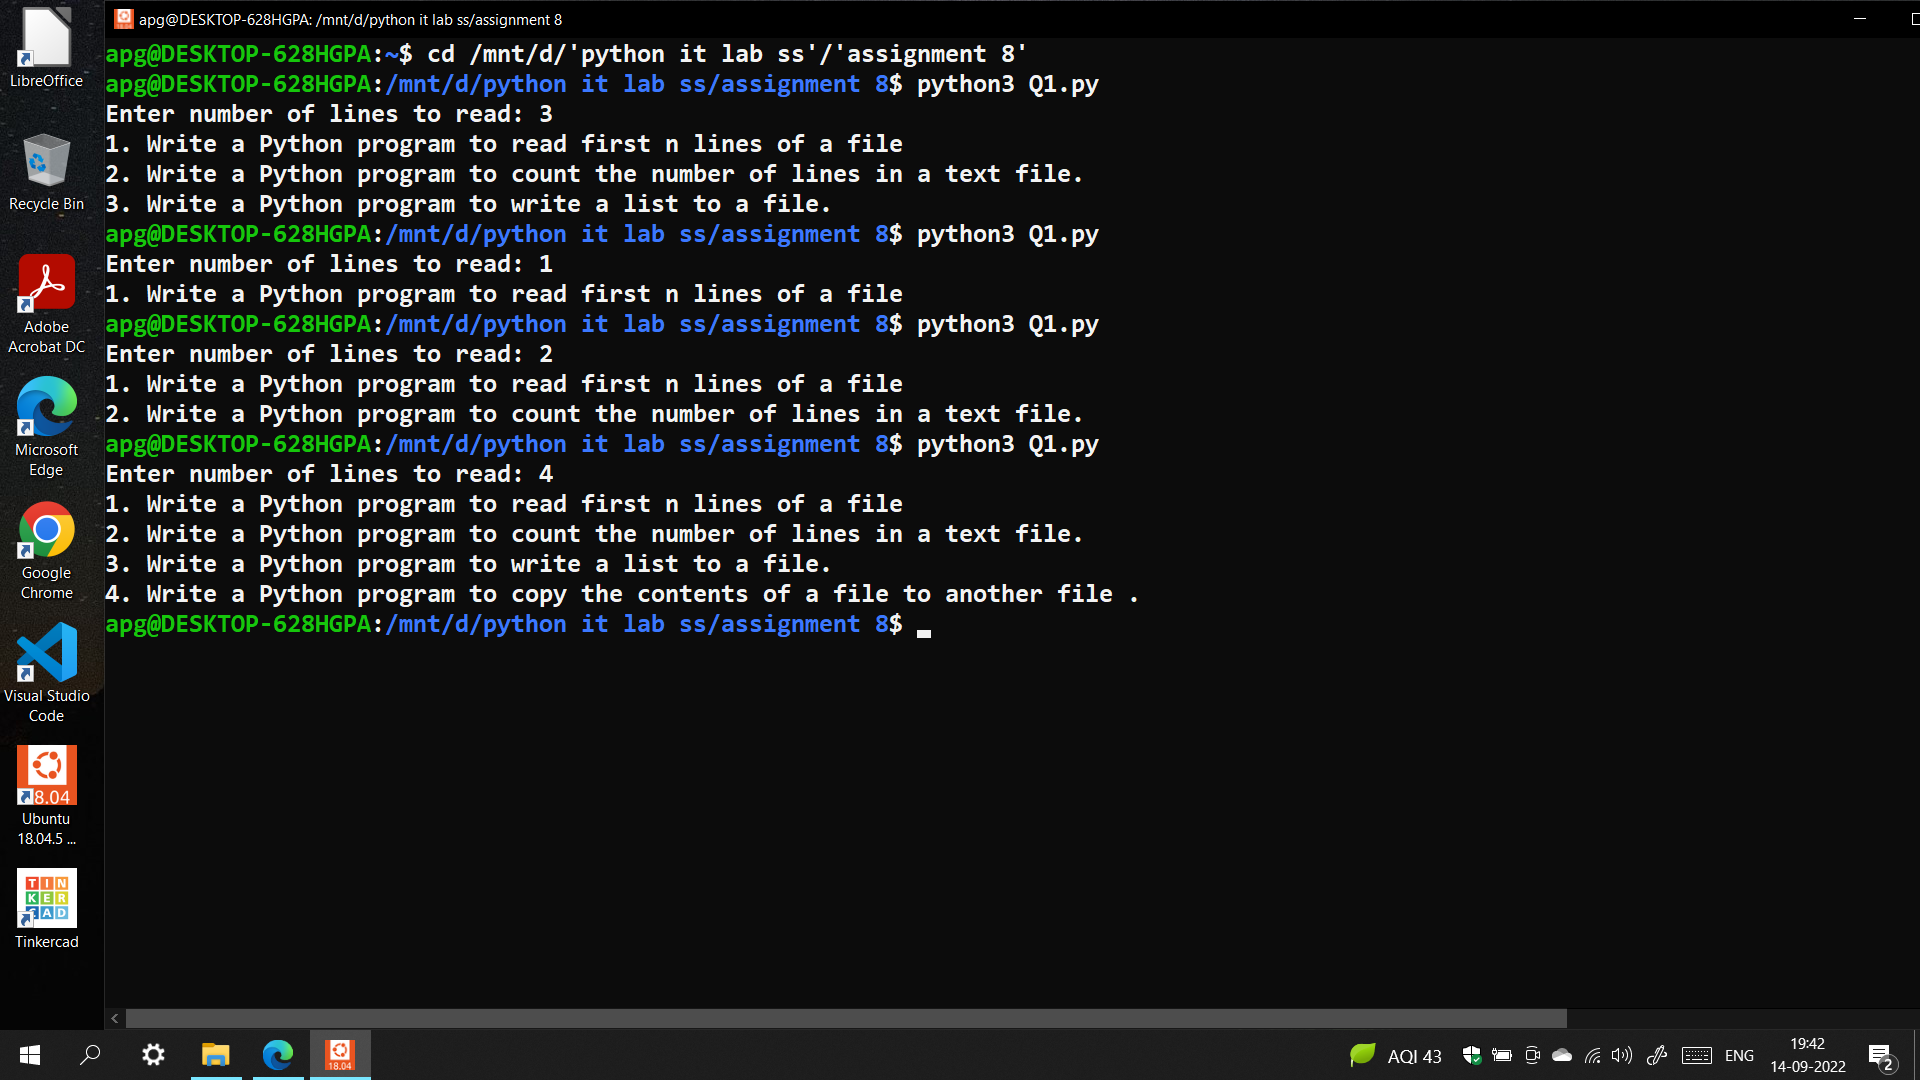 apg@DESKTOP-628HGPA: /mnt/d/python it lab ss/assignment 8
apg@DESKTOP-628HGPA:~$ cd /mnt/d/'python it lab ss'/'assignment 8'
apg@DESKTOP-628HGPA:/mnt/d/python it lab ss/assignment 8$ python3 Q1.py
Enter number of lines to read: 3
1. Write a Python program to read first n lines of a file
2. Write a Python program to count the number of lines in a text file.
3. Write a Python program to write a list to a file.
apg@DESKTOP-628HGPA:/mnt/d/python it lab ss/assignment 8$ python3 Q1.py
Enter number of lines to read: 1
1. Write a Python program to read first n lines of a file
apg@DESKTOP-628HGPA:/mnt/d/python it lab ss/assignment 8$ python3 Q1.py
Enter number of lines to read: 2
1. Write a Python program to read first n lines of a file
2. Write a Python program to count the number of lines in a text file.
apg@DESKTOP-628HGPA:/mnt/d/python it lab ss/assignment 8$ python3 Q1.py
Enter number of lines to read: 4
1. Write a Python program to read first n lines of a file
2. Write a Python program to count the number of lines in a text file.
3. Write a Python program to write a list to a file.
4. Write a Python program to copy the contents of a file to another file .
apg@DESKTOP-628HGPA:/mnt/d/python it lab ss/assignment 8$
LibreOffice
Recycle Bin
Adobe
Acrobat DC
Microsoft
Edge
Google
Chrome
Visual Studio
Code
18.04
Ubuntu
18.04.5 ...
TIN
KER
CAD
Tinkercad
18.04
AQI 43
ENG
19:42
14-09-2022
2